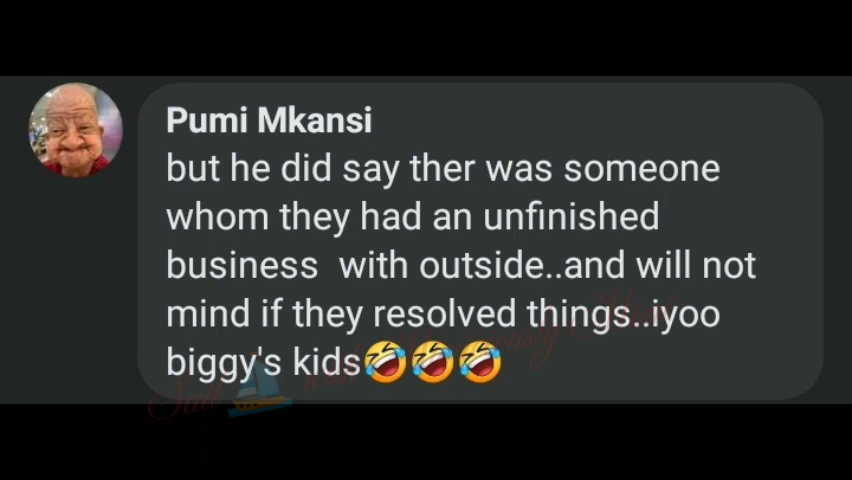 Pumi Mkansi
but he did say ther was someone
whom they had an unfinished
business  with outside..and will not
mind if they resolved things..iyoo
biggy's kids🤣🤣🤣